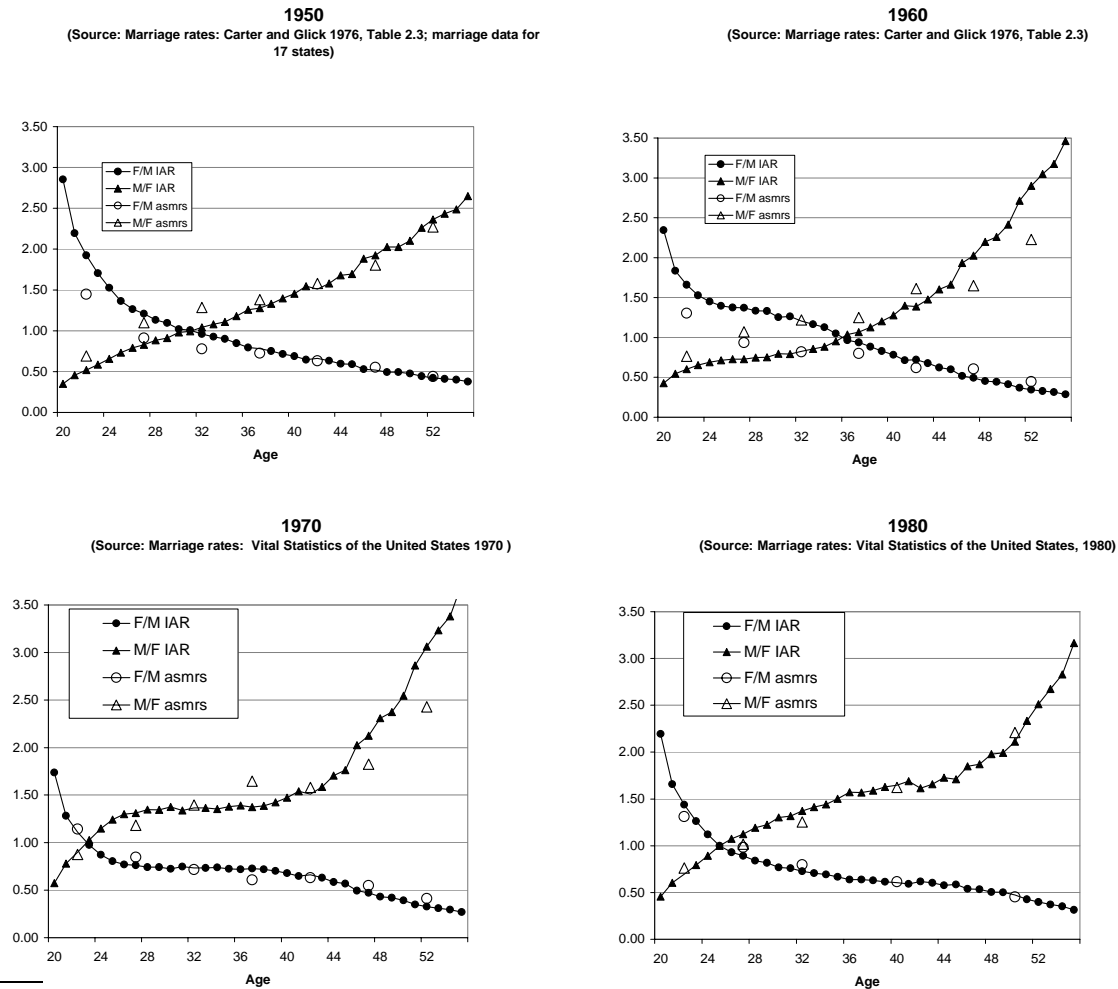 1950
(Source: Marriage rates: Carter and Glick 1976, Table 2.3; marriage data for
17 states)
3.50
3.00
2.50
2.00
1.50
1.00
0.50
0.00
F/M IAR
M/F IAR
F/M asmrs
M/F asmrs
20 24 28 32 36 40 44 48 52
Age
1960
(Source: Marriage rates: Carter and Glick 1976, Table 2.3)
3.50
3.00
2.50
2.00
1.50
1.00
0.50
0.00
F/M IAR
M/F IAR
F/M asmrs
M/F asmrs
20 24 28 32 36 40 44 48 52
Age
1970
(Source: Marriage rates: Vital Statistics of the United States 1970 )
3.50
3.00
2.50
2.00
1.50
1.00
0.50
0.00
F/M IAR
M/F IAR
F/M asmrs
M/F asmrs
20 24 28 32 36 40 44 48 52
Age
1980
(Source: Marriage rates: Vital Statistics of the United States, 1980)
3.50
3.00
2.50
2.00
1.50
1.00
0.50
0.00
F/M IAR
M/F IAR
F/M asmrs
M/F asmrs
20 24 28 32 36 40 44 48 52
Age